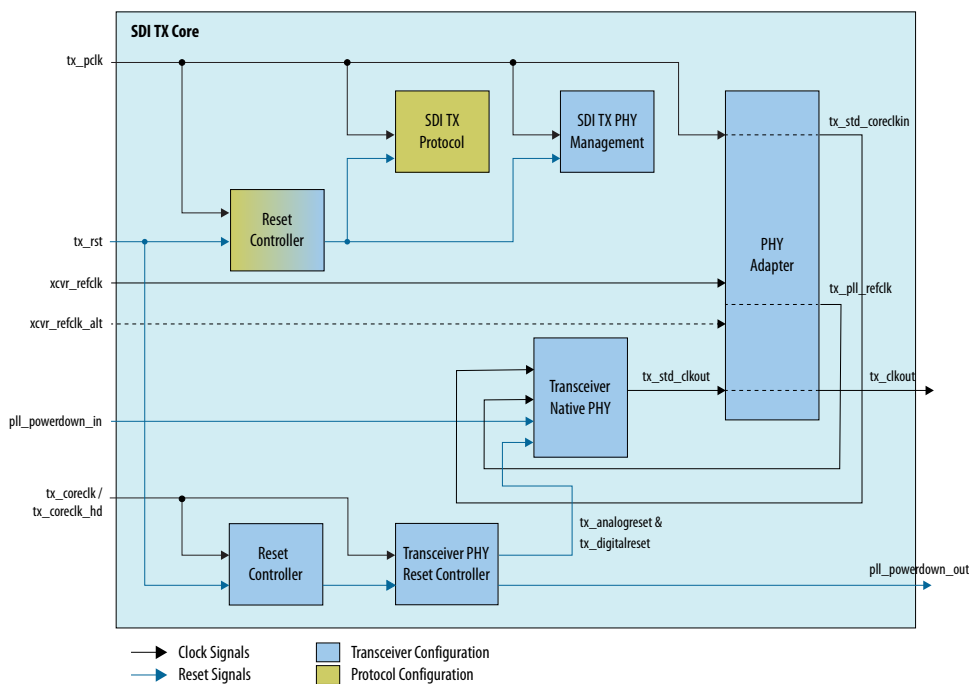 SDI TX Core
tx_pclk
SDI TX
Protocol
SDI TX PHY
Management
tx_std_coreclkin
Reset
Controller
tx_rst
PHY
Adapter
xcvr_refclk
tx_pll_refclk
xcvr_refclk_alt
Transceiver
Native PHY
tx_std_clkout
tx_clkout
pll_powerdown_in
tx_coreclk /
tx_coreclk_hd
tx_analogreset &
tx_digitalreset
Reset
Controller
Transceiver PHY
Reset Controller
pll_powerdown_out
Clock Signals
Transceiver Configuration
Reset Signals
Protocol Configuration